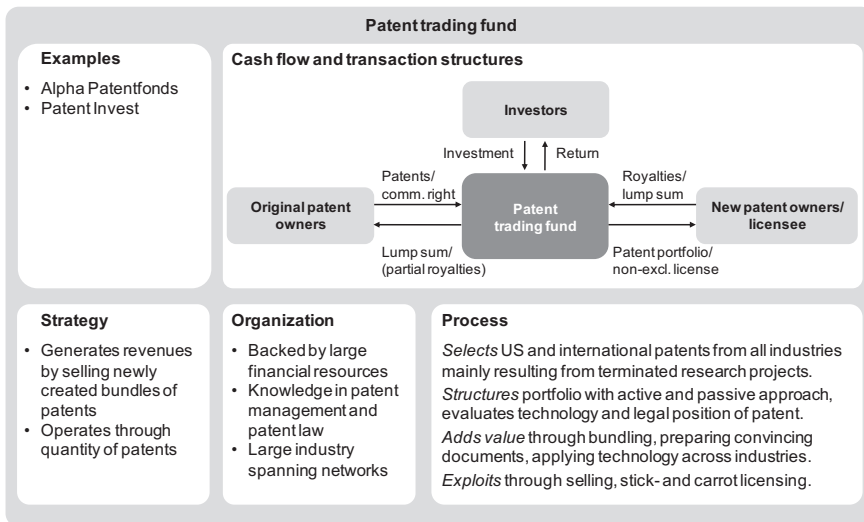 Patent trading fund
Examples
• Alpha Patentfonds
• Patent Invest
Cash flow and transaction structures
Investors
Investment
Return
Patents/
comm. right
Royalties/
lump sum
Original patent
owners
Patent
trading fund
New patent owners/
licensee
Lump sum/
(partial royalties)
Patent portfolio/
non-excl. license
Strategy
• Generates revenues
by selling newly
created bundles of
patents
• Operates through
quantity of patents
Organization
• Backed by large
financial resources
• Knowledge in patent
management and
patent law
• Large industry
spanning networks
Process
Selects US and international patents from all industries
mainly resulting from terminated research projects.
Structures portfolio with active and passive approach,
evaluates technology and legal position of patent.
Adds value through bundling, preparing convincing
documents, applying technology across industries.
Exploits through selling, stick- and carrot licensing.